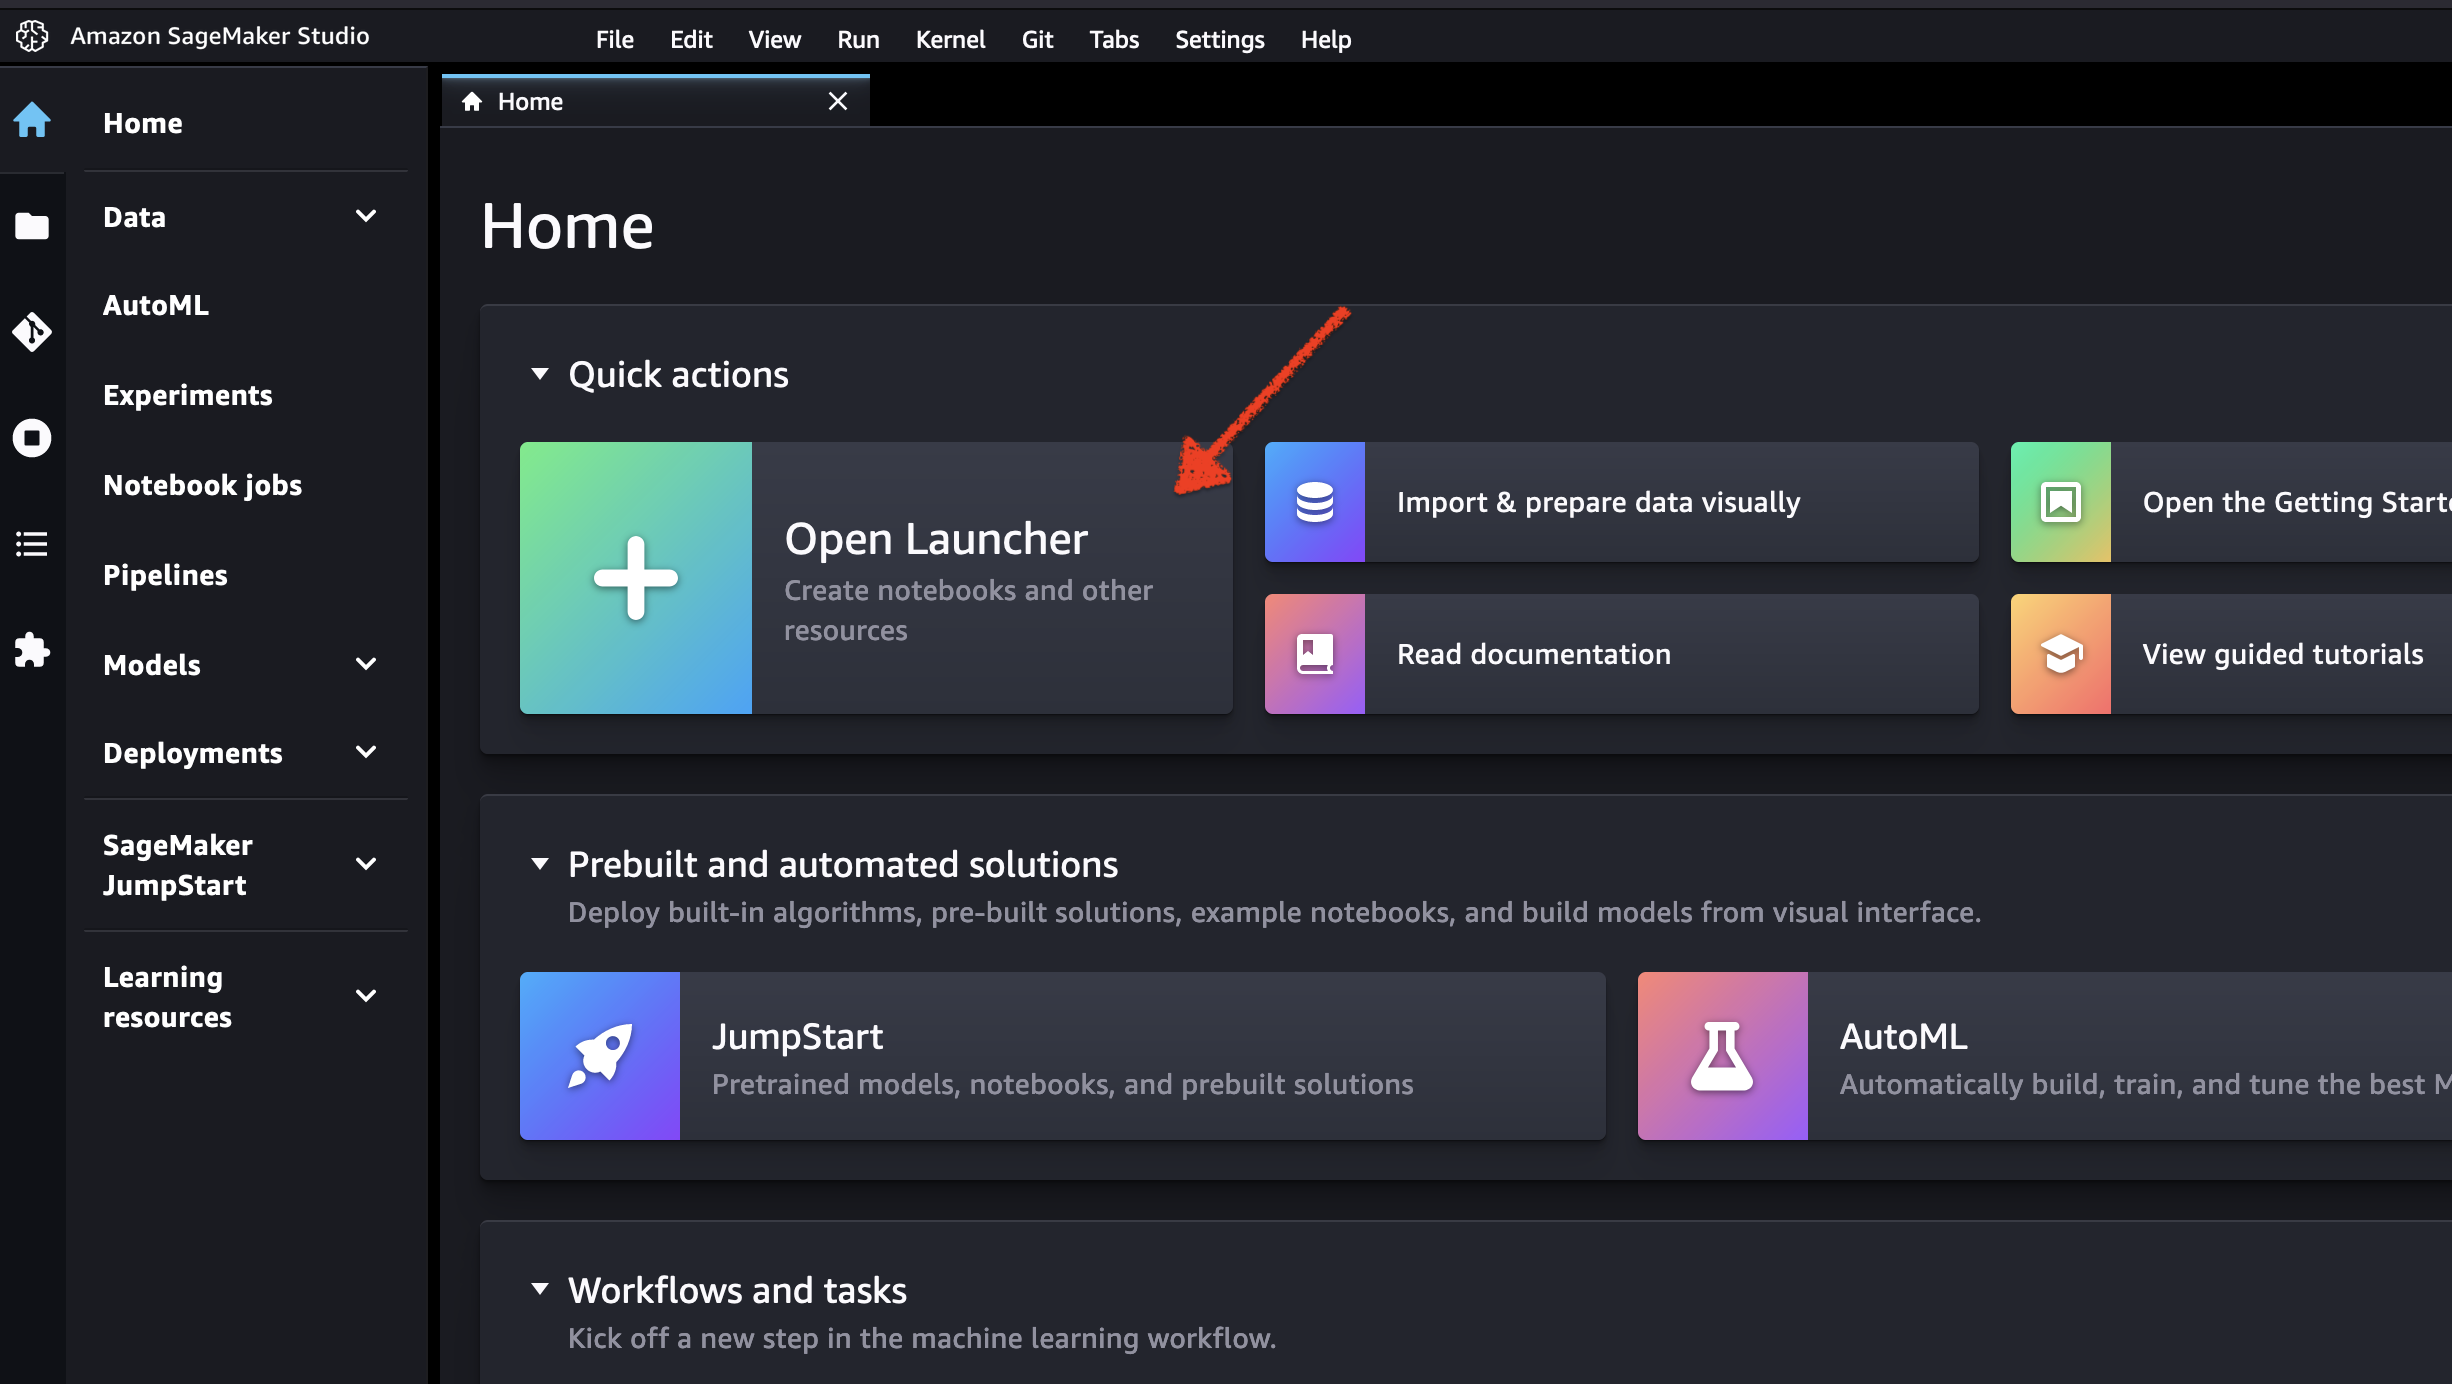 Amazon SageMaker Studio
File Edit View Run Kernel Git Tabs Settings Help
Home
Data
AutoML
Experiments
Notebook jobs
Pipelines
Models
Deployments
SageMaker
JumpStart
Learning
resources
Home
Home
Quick actions
Open Launcher
Create notebooks and other
resources
Import & prepare data visually
Open the Getting
Read documentation
View guided tutorials
Prebuilt and automated solutions
Deploy built-in algorithms, pre-built solutions, example notebooks, and build models from visual interface.
JumpStart
Pretrained models, notebooks, and prebuilt solutions
AutoML
Automatically build, train, and tune the best
Workflows and tasks
Kick off a new step in the machine learning workflow.